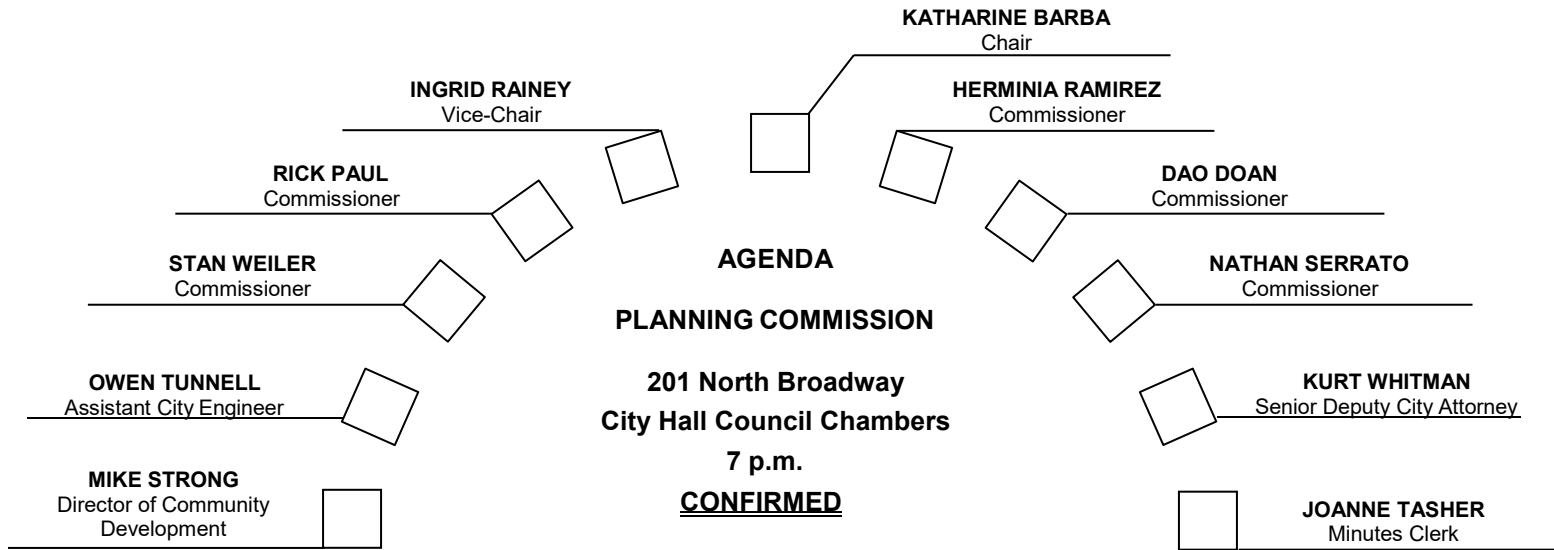 KATHARINE BARBA
Chair
INGRID RAINEY
Vice-Chair
HERMINIA RAMIREZ
Commissioner
RICK PAUL
Commissioner
DAO DOAN
Commissioner
STAN WEILER
Commissioner
NATHAN SERRATO
Commissioner
AGENDA
PLANNING COMMISSION
201 North Broadway
City Hall Council Chambers
7 p.m.
CONFIRMED
OWEN TUNNELL
Assistant City Engineer
KURT WHITMAN
Senior Deputy City Attorney
MIKE STRONG
Director of Community
Development
JOANNE TASHER
Minutes Clerk